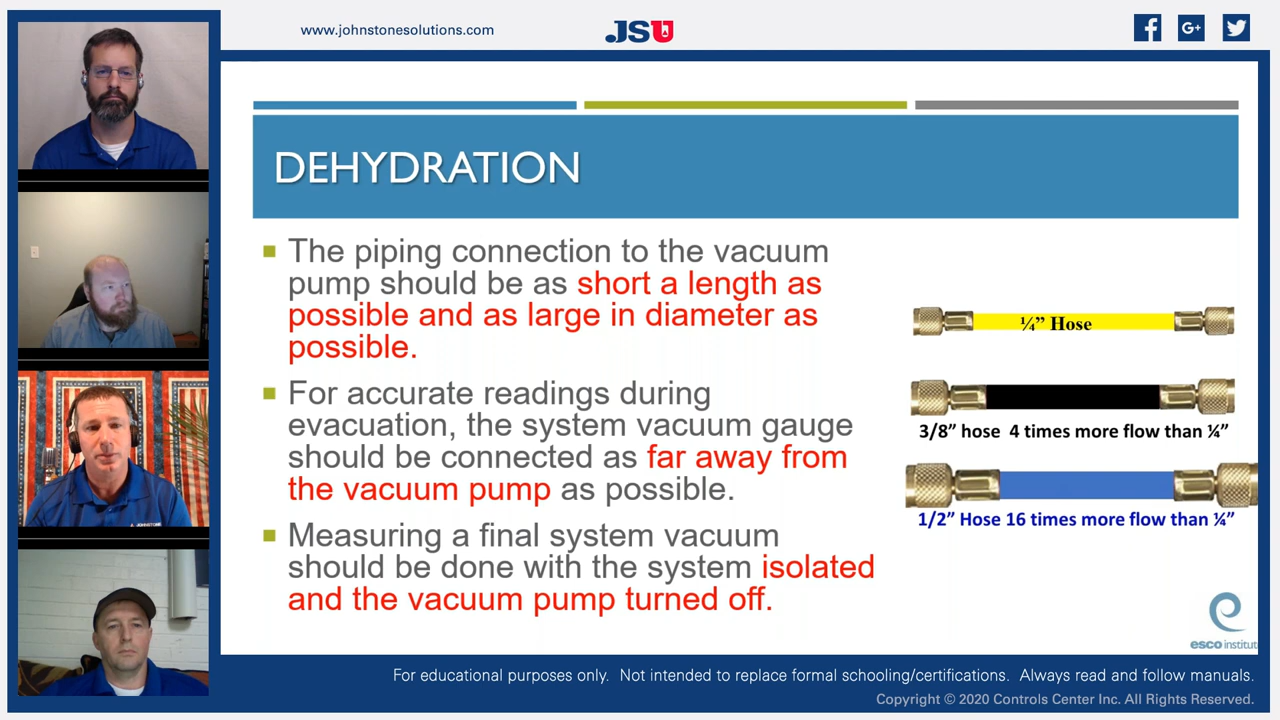 www.johnstonesolutions.com
JSU
G+
DEHYDRATION
The piping connection to the vacuum
pump should be as short a length as
possible and as large in diameter as
possible.
For accurate readings during
evacuation, the system vacuum gauge
should be connected as far away from
the vacuum pump as possible.
Measuring a final system vacuum
should be done with the system isolated
and the vacuum pump turned off.
¼” Hose
3/8” hose 4 times more flow than ¼”
1/2” Hose 16 times more flow than ¼”
esco institut
For educational purposes only. Not intended to replace formal schooling/certifications. Always read and follow manuals.
Copyright © 2020 Controls Center Inc. All Rights Reserved.